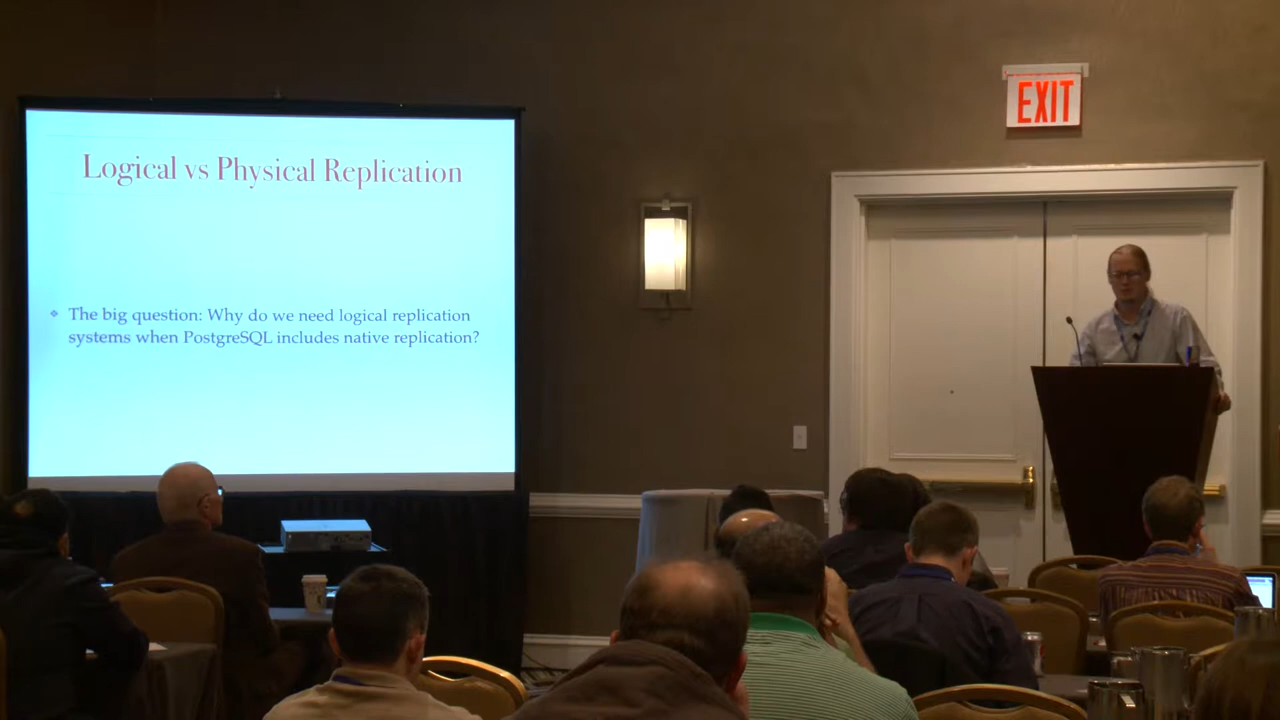 Logical vs Physical Replication
The big question: Why do we need logical replication
systems when PostgreSQL includes native replication?
EXIT